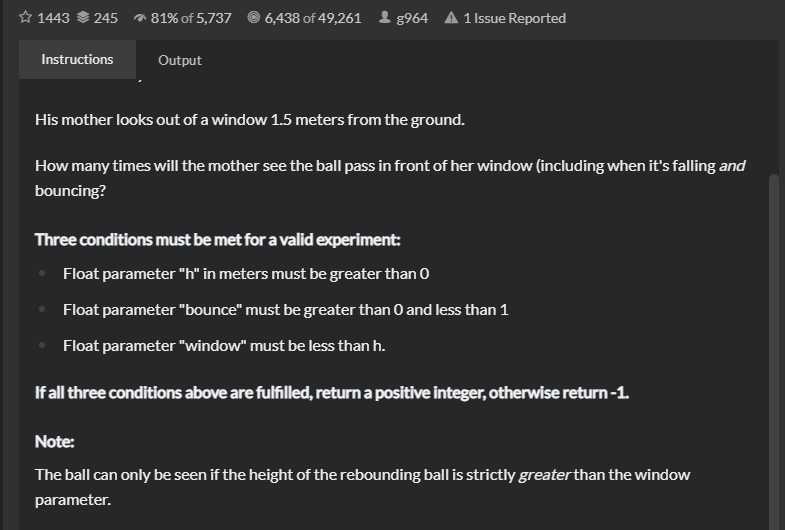 1443 245 81% of 5,737 6,438 of 49,261 g964 1 Issue Reported
Instructions Output
His mother looks out of a window 1.5 meters from the ground.
How many times will the mother see the ball pass in front of her window (including when it's falling and
bouncing?
Three conditions must be met for a valid experiment:
Float parameter "h" in meters must be greater than 0
Float parameter "bounce" must be greater than 0 and less than 1
Float parameter "window" must be less than h.
If all three conditions above are fulfilled, return a positive integer, otherwise return -1.
Note:
The ball can only be seen if the height of the rebounding ball is strictly greater than the window
parameter.